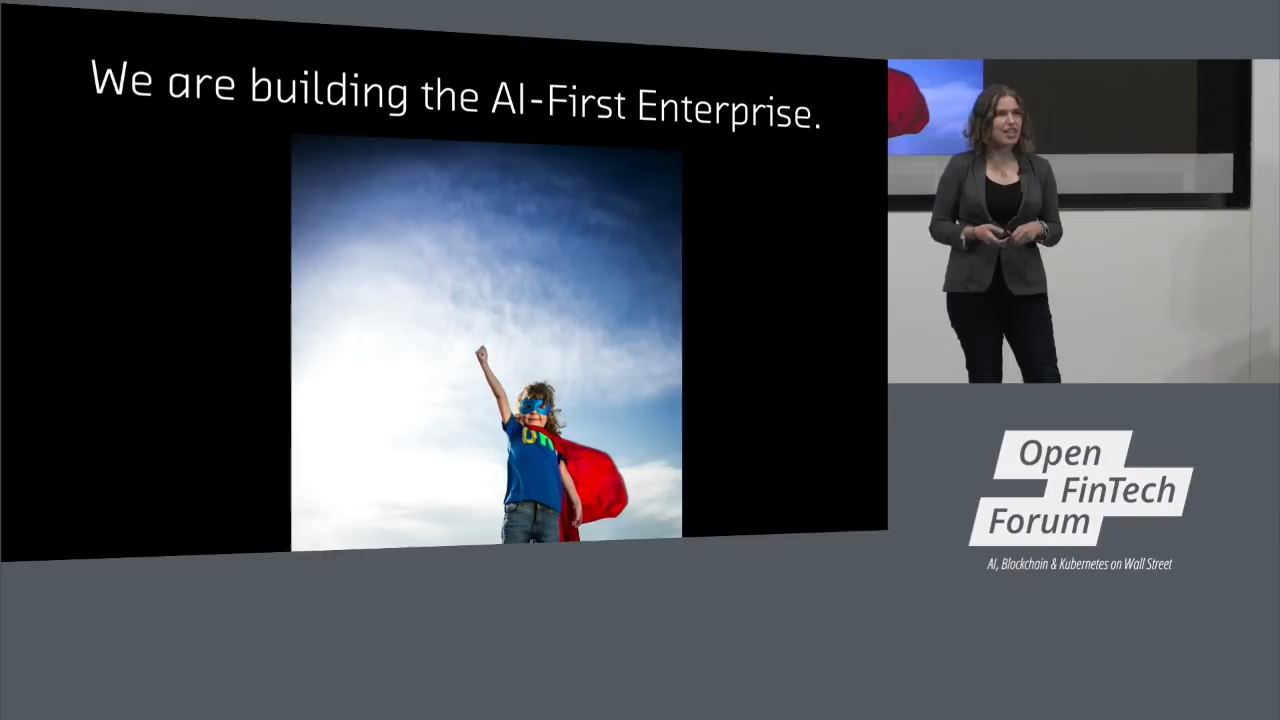 We are building the AI-First Enterprise.
Open
FinTech
Forum
AI, Blockchain & Kubernetes on Wall Street